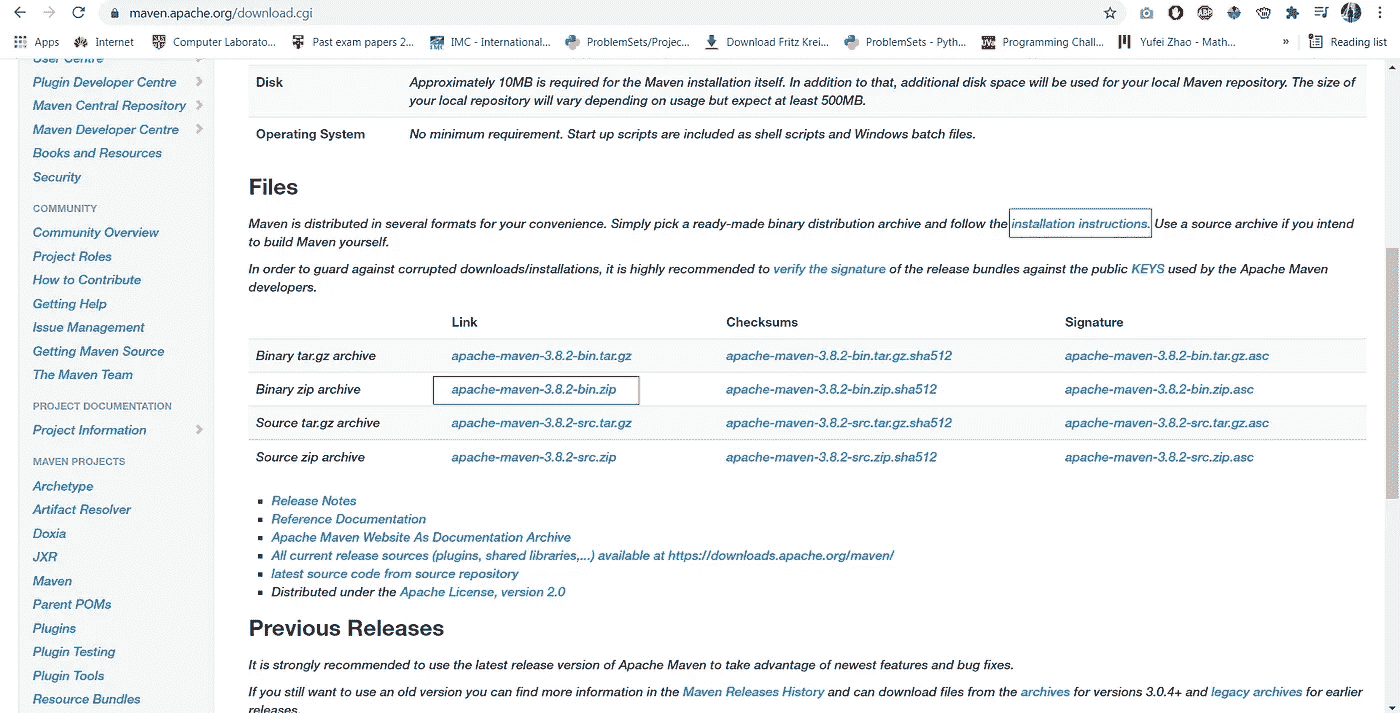 maven.apache.org/download.cgi
Apps Internet Computer Laborato... Past exam papers 2... IMC - International... ProblemSets/Projec... Download Fritz Krei... ProblemSets - Pyth... Programming Chall... Yufei Zhao - Math... » Reading list
User Centre
Plugin Developer Centre
Maven Central Repository
Maven Developer Centre
Books and Resources
Security
COMMUNITY
Community Overview
Project Roles
How to Contribute
Getting Help
Issue Management
Getting Maven Source
The Maven Team
PROJECT DOCUMENTATION
Project Information
MAVEN PROJECTS
Archetype
Artifact Resolver
Doxia
JXR
Maven
Parent POMs
Plugins
Plugin Testing
Plugin Tools
Resource Bundles
Disk Approximately 10MB is required for the Maven installation itself. In addition to that, additional disk space will be used for your local Maven repository. The size of
your local repository will vary depending on usage but expect at least 500MB.
Operating System No minimum requirement. Start up scripts are included as shell scripts and Windows batch files.
Files
Maven is distributed in several formats for your convenience. Simply pick a ready-made binary distribution archive and follow the installation instructions. Use a source archive if you intend
to build Maven yourself.
In order to guard against corrupted downloads/installations, it is highly recommended to verify the signature of the release bundles against the public KEYS used by the Apache Maven
developers.
Link Checksums Signature
Binary tar.gz archive apache-maven-3.8.2-bin.tar.gz apache-maven-3.8.2-bin.tar.gz.sha512 apache-maven-3.8.2-bin.tar.gz.asc
Binary zip archive apache-maven-3.8.2-bin.zip apache-maven-3.8.2-bin.zip.sha512 apache-maven-3.8.2-bin.zip.asc
Source tar.gz archive apache-maven-3.8.2-src.tar.gz apache-maven-3.8.2-src.tar.gz.sha512 apache-maven-3.8.2-src.tar.gz.asc
Source zip archive apache-maven-3.8.2-src.zip apache-maven-3.8.2-src.zip.sha512 apache-maven-3.8.2-src.zip.asc
▪ Release Notes
▪ Reference Documentation
▪ Apache Maven Website As Documentation Archive
▪ All current release sources (plugins, shared libraries,...) available at https://downloads.apache.org/maven/
▪ latest source code from source repository
▪ Distributed under the Apache License, version 2.0
Previous Releases
It is strongly recommended to use the latest release version of Apache Maven to take advantage of newest features and bug fixes.
If you still want to use an old version you can find more information in the Maven Releases History and can download files from the archives for versions 3.0.4+ and legacy archives for earlier
releases.